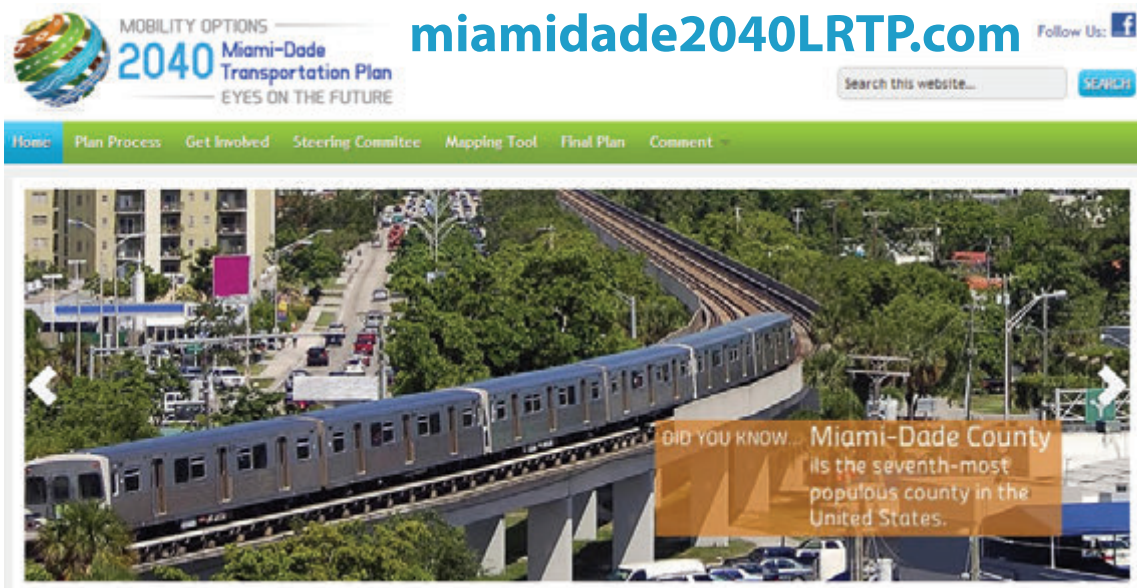 MOBILITY OPTIONS
2040 Miami-Dade
Transportation Plan
EYES ON THE FUTURE
miamidade2040LRTP.com
Follow Us: f
Search this website...
SEARCH
Home Plan Process Get Involved Steering Commitee Mapping Tool Final Plan Comment
DID YOU KNOW... Miami-Dade County
iIs the seventh-most
populous county in the
United States.